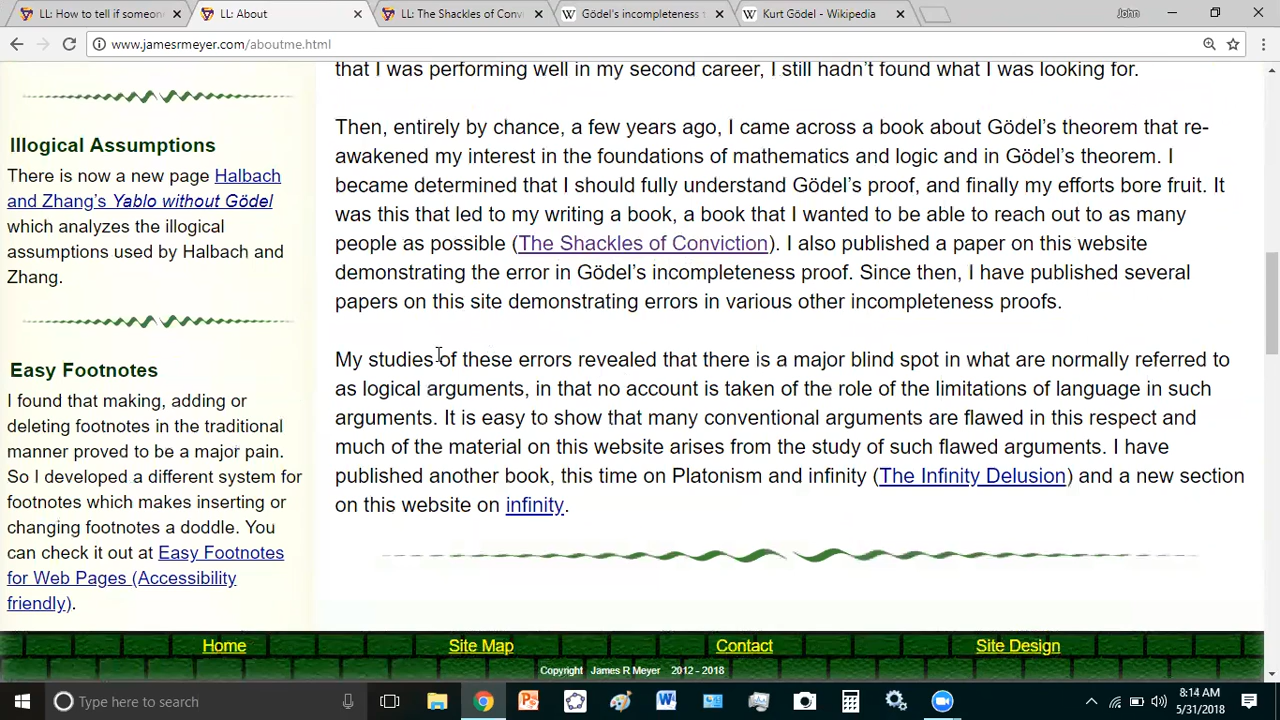 LL: How to tell if someon
LL: About
LL: The Shackles of Convi
Gödel's incompleteness t
Kurt Gödel - Wikipedia
John
www.jamesrmeyer.com/aboutme.html
Illogical Assumptions
There is now a new page Halbach
and Zhang's Yablo without Gödel
which analyzes the illogical
assumptions used by Halbach and
Zhang.
Easy Footnotes
I found that making, adding or
deleting footnotes in the traditional
manner proved to be a major pain.
So I developed a different system for
footnotes which makes inserting or
changing footnotes a doddle. You
can check it out at Easy Footnotes
for Web Pages (Accessibility
friendly).
that I was performing well in my second career, I still hadn't found what I was looking for.
Then, entirely by chance, a few years ago, I came across a book about Gödel's theorem that re-
awakened my interest in the foundations of mathematics and logic and in Gödel's theorem. I
became determined that I should fully understand Gödel's proof, and finally my efforts bore fruit. It
was this that led to my writing a book, a book that I wanted to be able to reach out to as many
people as possible (The Shackles of Conviction). I also published a paper on this website
demonstrating the error in Gödel's incompleteness proof. Since then, I have published several
papers on this site demonstrating errors in various other incompleteness proofs.
My studies of these errors revealed that there is a major blind spot in what are normally referred to
as logical arguments, in that no account is taken of the role of the limitations of language in such
arguments. It is easy to show that many conventional arguments are flawed in this respect and
much of the material on this website arises from the study of such flawed arguments. I have
published another book, this time on Platonism and infinity (The Infinity Delusion) and a new section
on this website on infinity.
Home
Site Map
Contact
Site Design
Copyright James R Meyer 2012 - 2018
Type here to search
8:14 AM
5/31/2018